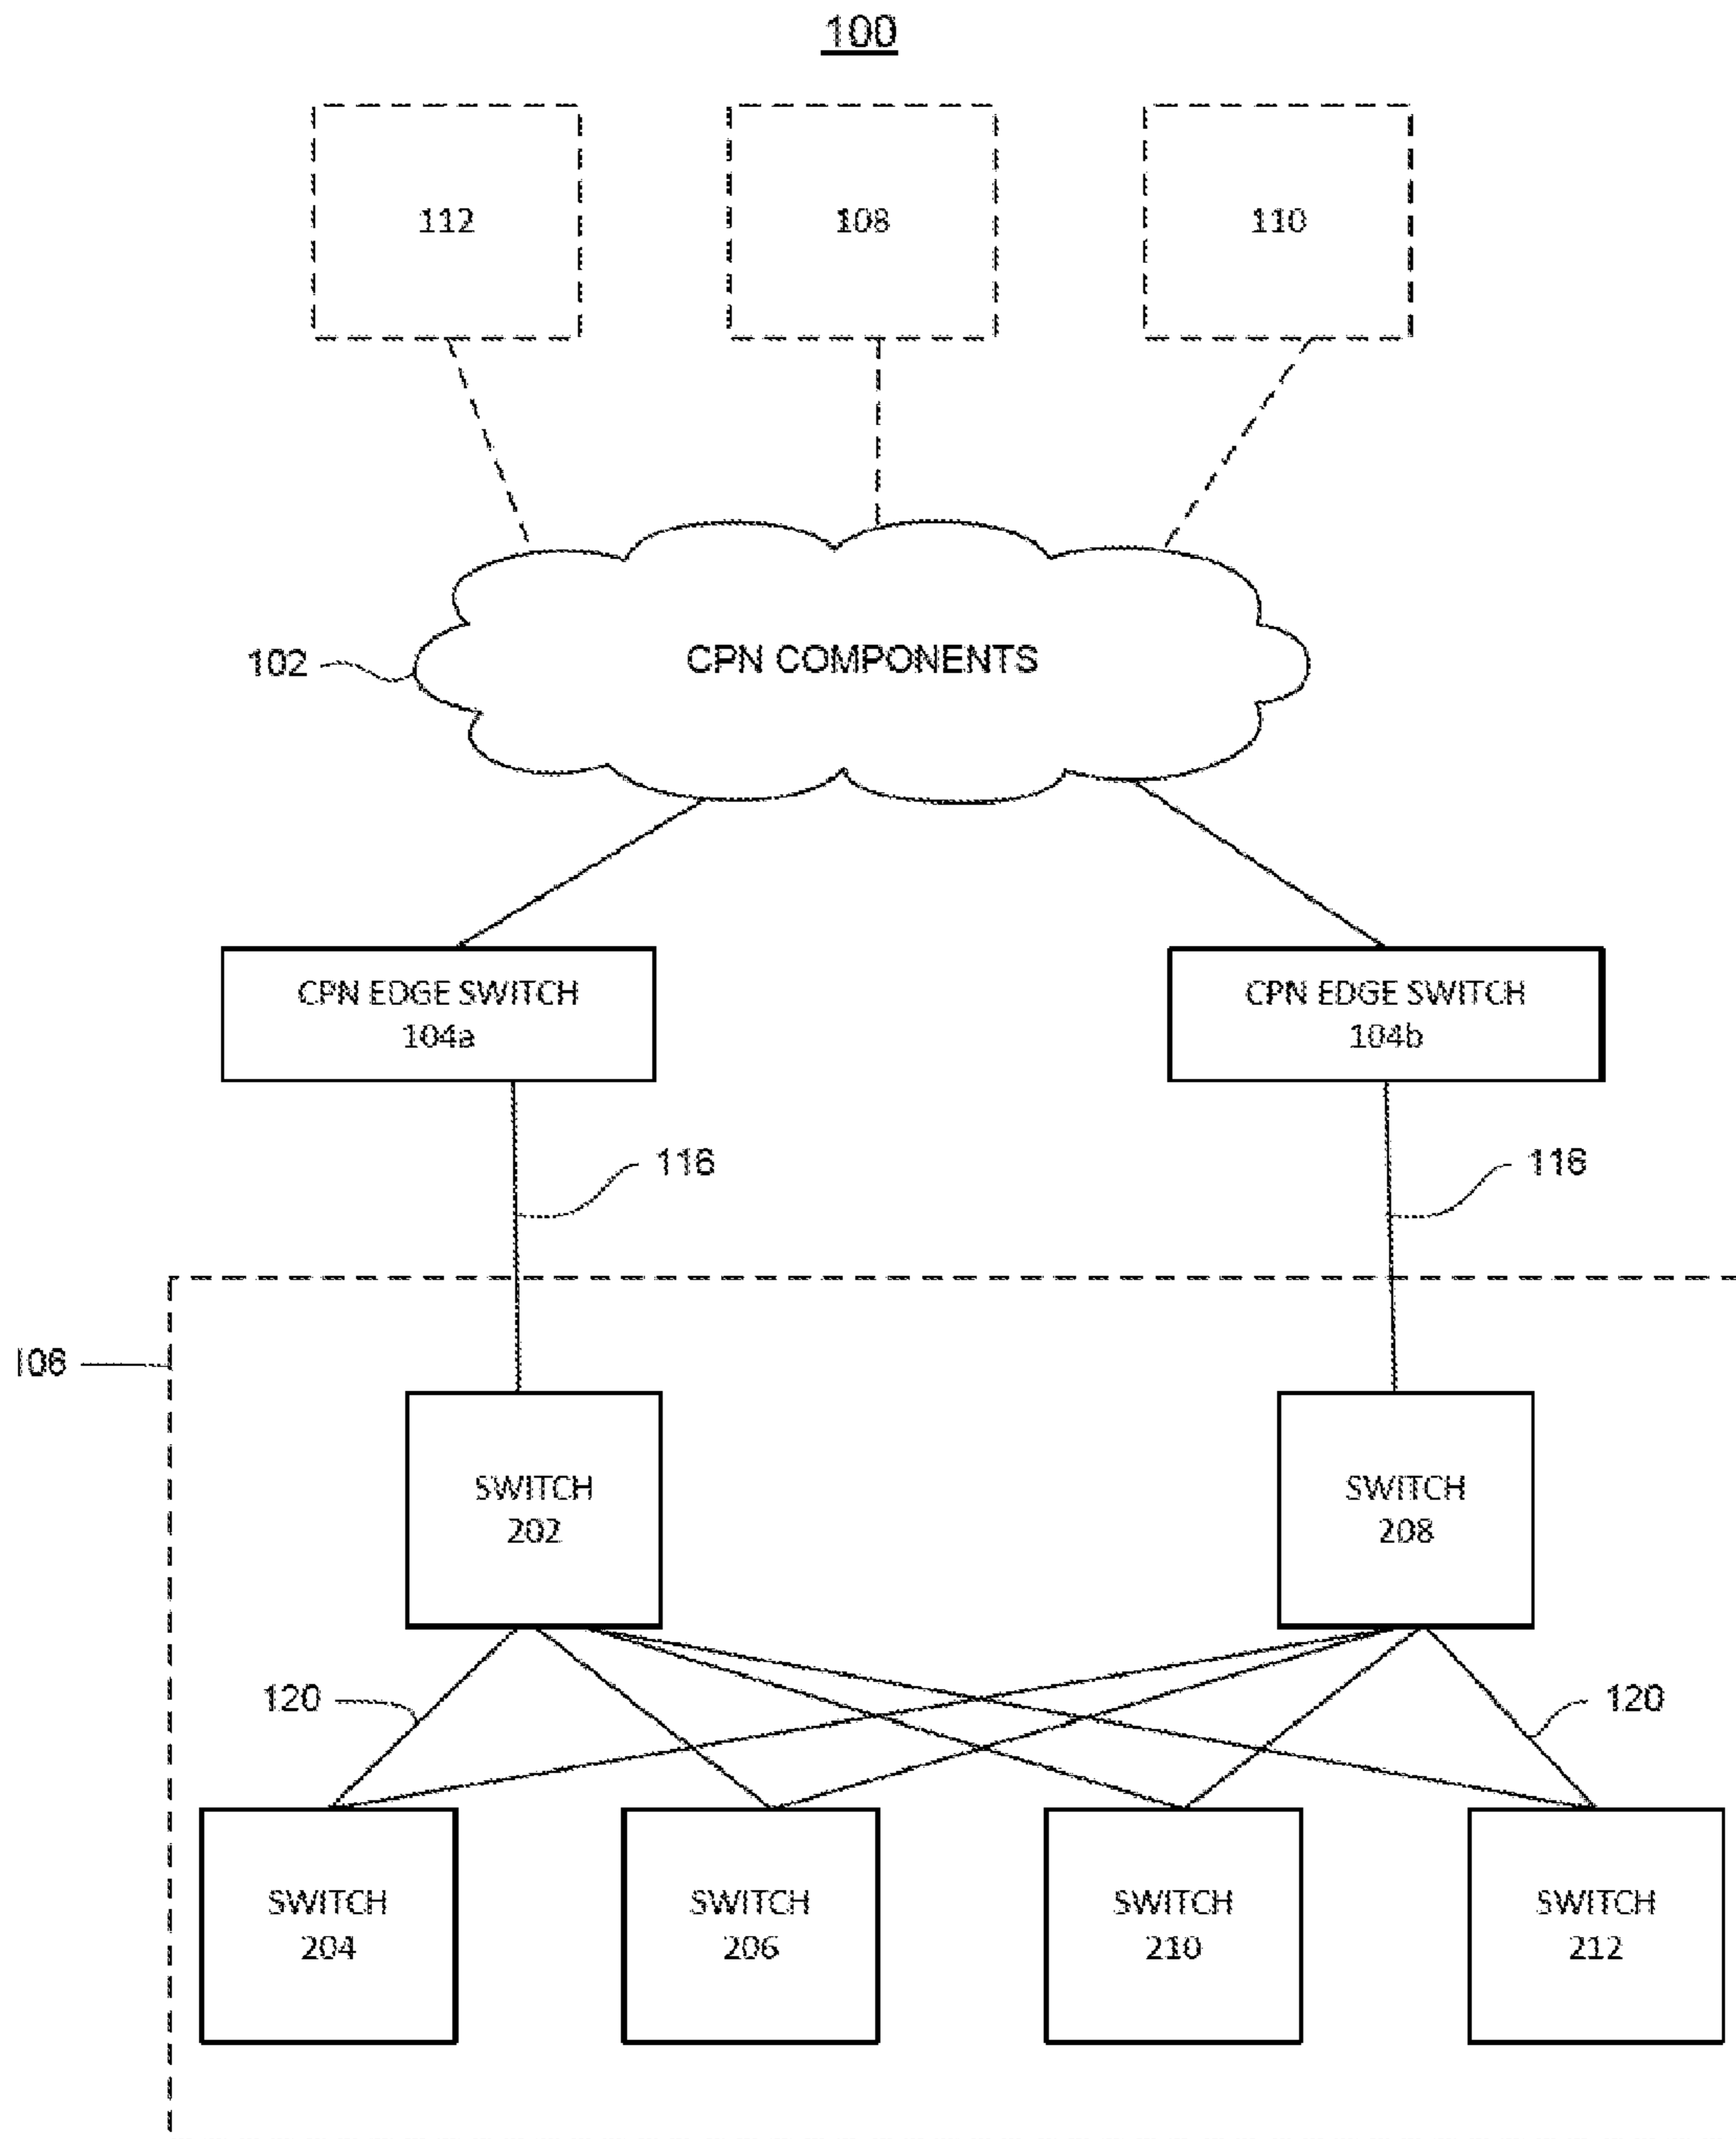 100
112
108
110
102
CPN COMPONENTS
CPN EDGE SWITCH
104a
CPN EDGE SWITCH
104b
116
118
106
SWITCH
202
SWITCH
208
120
120
SWITCH
204
SWITCH
206
SWITCH
210
SWITCH
212